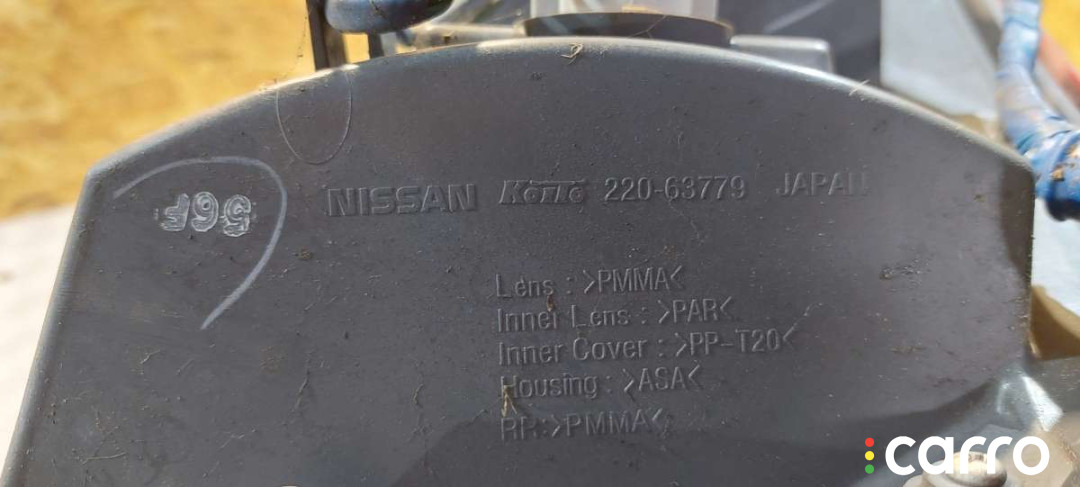 NISSAN KOITO 220-63779 JAPAN
56F
Lens : >PMMA<
Inner Lens : >PAR<
Inner Cover : >PP-T20<
Housing : >ASA<
RR : >PMMA<
carro